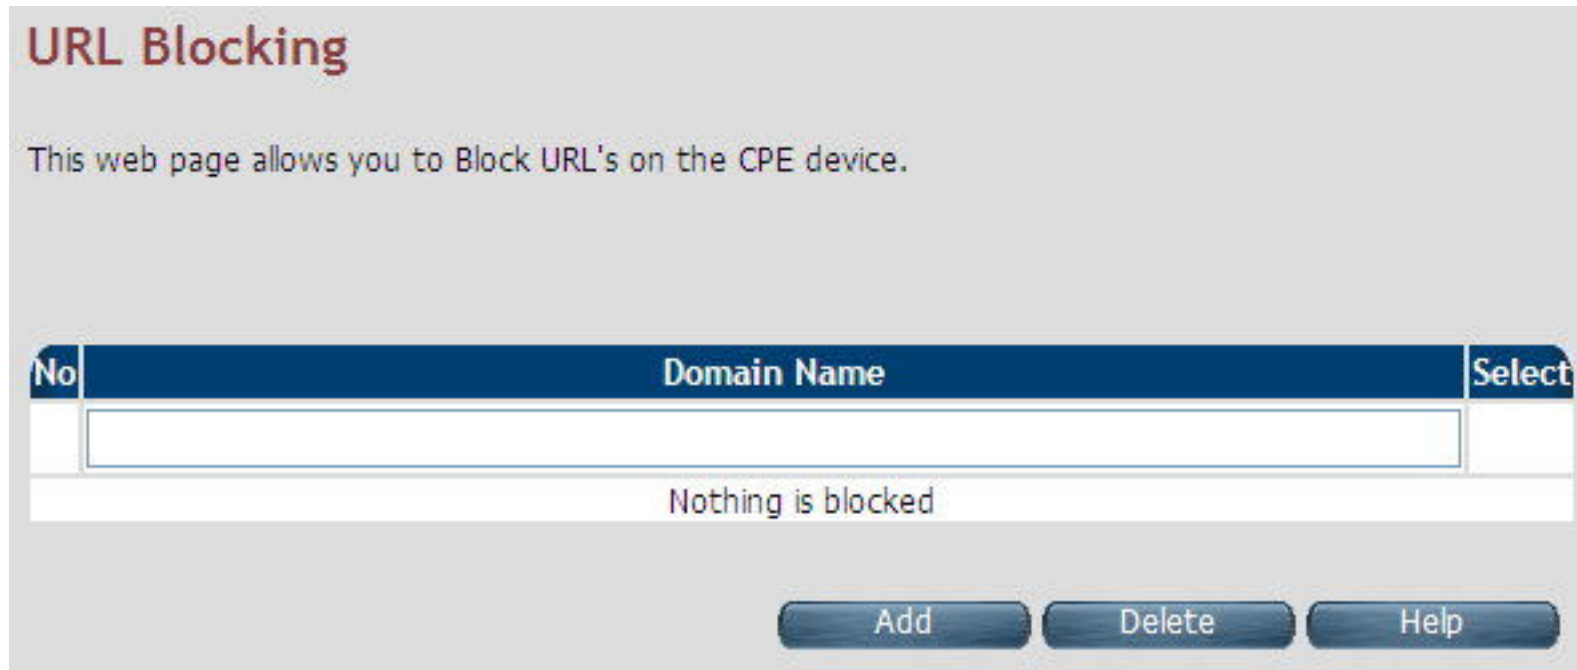 URL Blocking
This web page allows you to Block URL's on the CPE device.
No Domain Name Select
Nothing is blocked
Add Delete Help